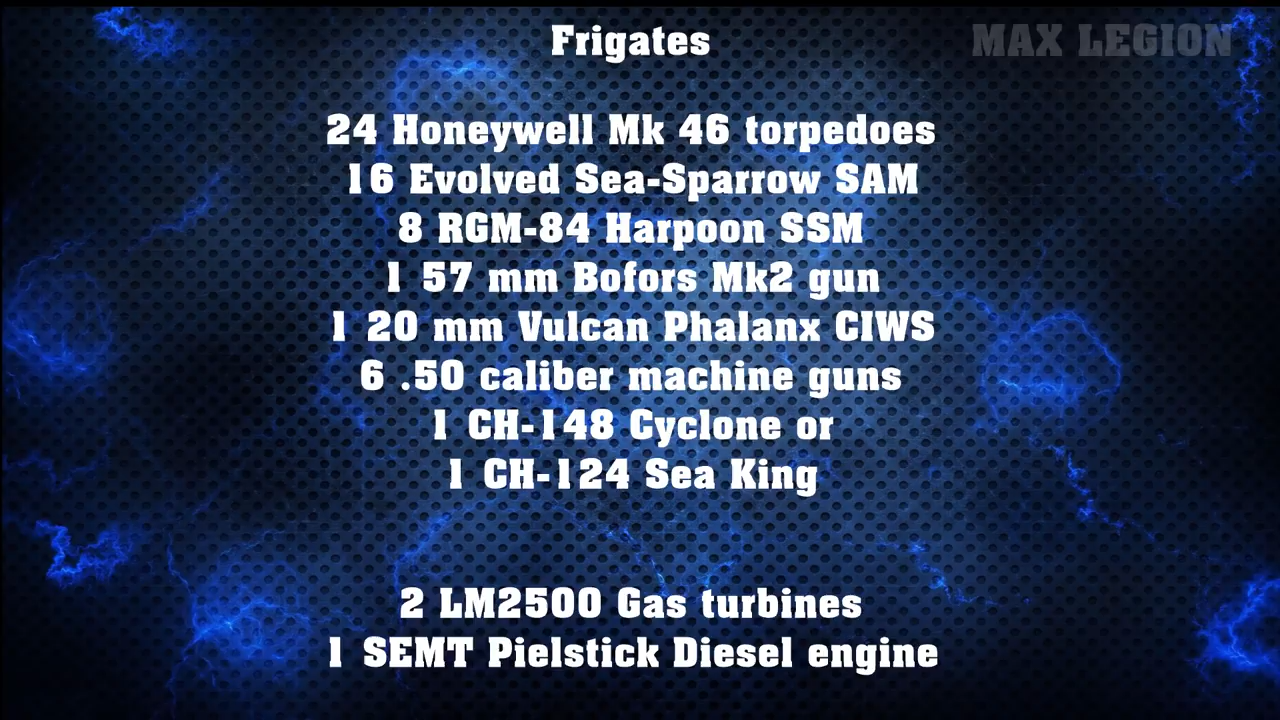 Frigates
MAX LEGION
24 Honeywell Mk 46 torpedoes
16 Evolved Sea-Sparrow SAM
8 RGM-84 Harpoon SSM
1 57 mm Bofors Mk2 gun
1 20 mm Vulcan Phalanx CIWS
6 .50 caliber machine guns
1 CH-148 Cyclone or
1 CH-124 Sea King
2 LM2500 Gas turbines
1 SEMT Pielstick Diesel engine